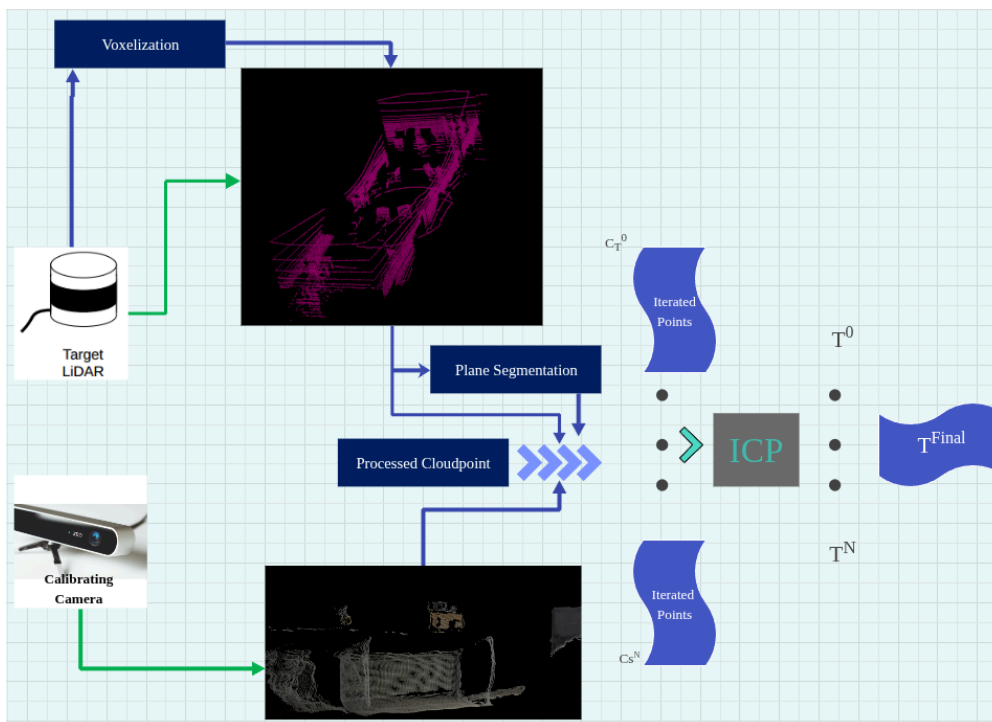 Voxelization
Target
LiDAR
Plane Segmentation
Processed Cloudpoint
Calibrating
Camera
C_T^0
Iterated
Points
T^0
ICP
T^Final
T^N
Iterated
Points
Cs^N